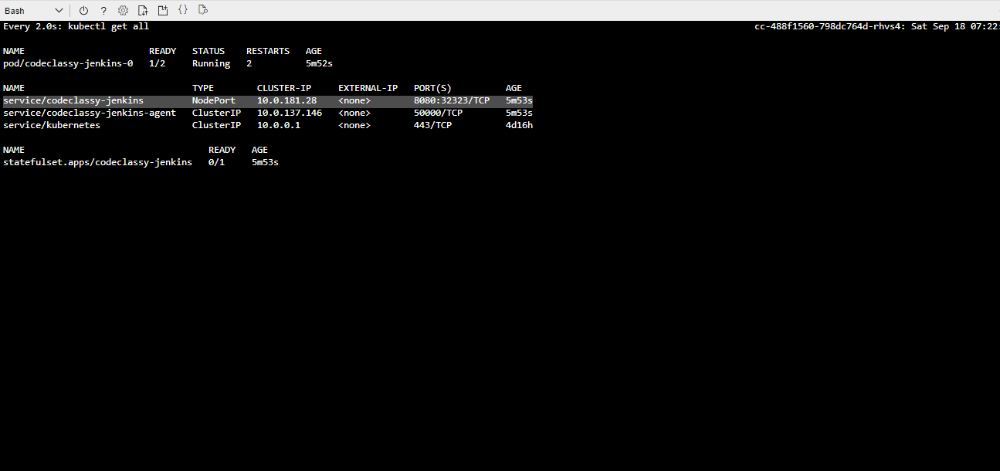 Bash ?
Every 2.0s: kubectl get all cc-488f1560-798dc764d-rhvs4: Sat Sep 18 07:22:
NAME READY STATUS RESTARTS AGE
pod/codeclassy-jenkins-0 1/2 Running 2 5m52s
NAME TYPE CLUSTER-IP EXTERNAL-IP PORT(S) AGE
service/codeclassy-jenkins NodePort 10.0.181.28 <none> 8080:32323/TCP 5m53s
service/codeclassy-jenkins-agent ClusterIP 10.0.137.146 <none> 50000/TCP 5m53s
service/kubernetes ClusterIP 10.0.0.1 <none> 443/TCP 4d16h
NAME READY AGE
statefulset.apps/codeclassy-jenkins 0/1 5m53s